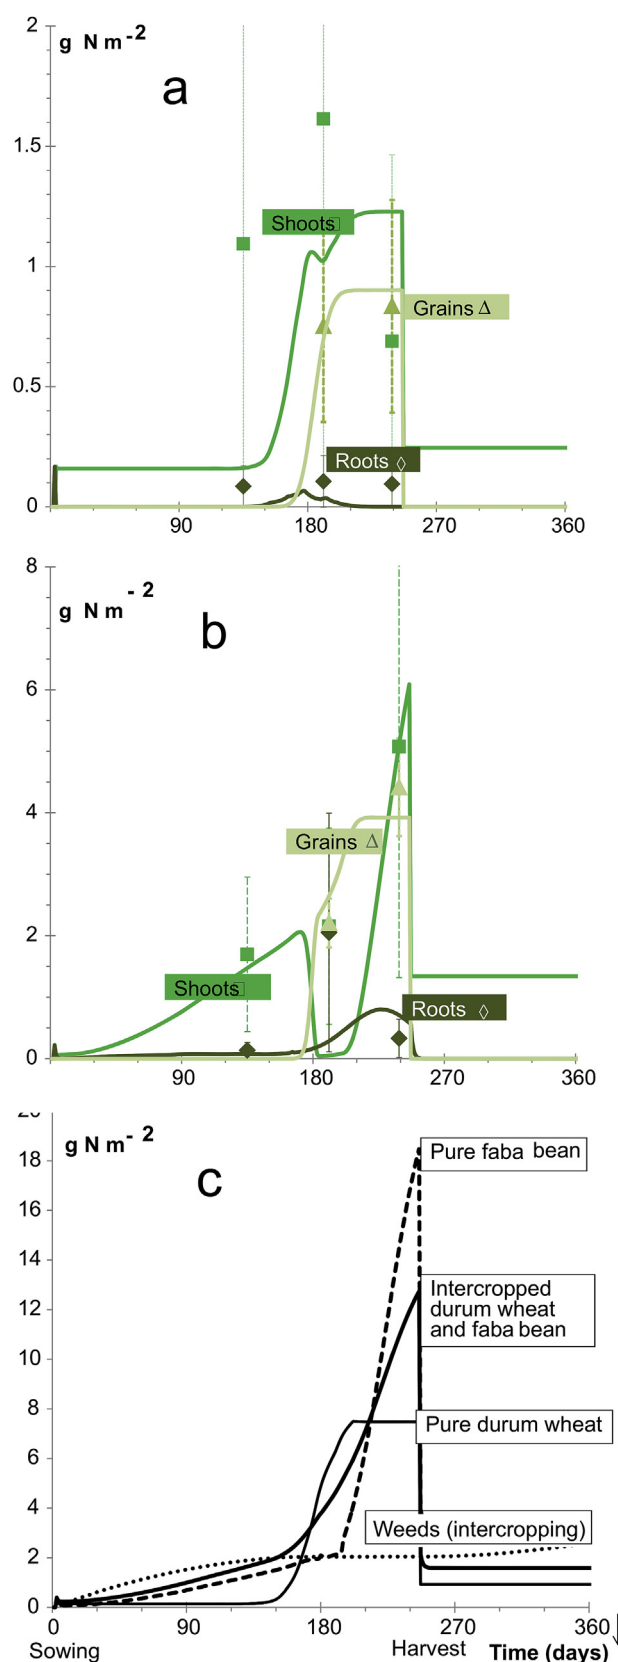 2
g N m-2
a
1.5
Shoots□
1
Grains Δ
0.5
Roots ◊
0
90
180
270
360
8
g N m- 2
b
6
4
Grains Δ
2
Shoots□
Roots ◊
0
90
180
270
360
20
g N m- 2
c
18
Pure faba bean
16
14
Intercropped
durum wheat
and faba bean
12
10
8
Pure durum wheat
6
4
Weeds (intercropping)
2
0
0
90
180
270
360
Sowing
Harvest
Time (days)